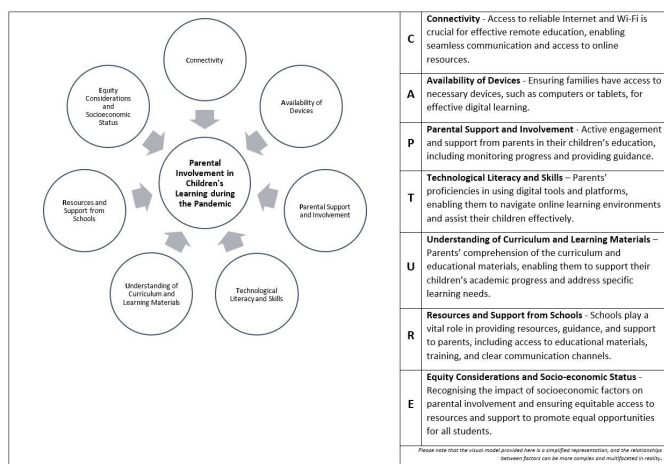 Connectivity
Equity
Considerations
and
Socioeconomic
Status
Availability of
Devices
Parental
Involvement in
Children's
Learning during
the Pandemic
Resources and
Support from
Schools
Parental Support
and Involvement
Understanding of
Curriculum and
Learning Materials
Technological
Literacy and Skills
C
Connectivity - Access to reliable Internet and Wi-Fi is
crucial for effective remote education, enabling
seamless communication and access to online
resources.
A
Availability of Devices - Ensuring families have access to
necessary devices, such as computers or tablets, for
effective digital learning.
P
Parental Support and Involvement - Active engagement
and support from parents in their children's education,
including monitoring progress and providing guidance.
T
Technological Literacy and Skills – Parents'
proficiencies in using digital tools and platforms,
enabling them to navigate online learning environments
and assist their children effectively.
U
Understanding of Curriculum and Learning Materials –
Parents' comprehension of the curriculum and
educational materials, enabling them to support their
children's academic progress and address specific
learning needs.
R
Resources and Support from Schools - Schools play a
vital role in providing resources, guidance, and support
to parents, including access to educational materials,
training, and clear communication channels.
E
Equity Considerations and Socio-economic Status -
Recognising the impact of socioeconomic factors on
parental involvement and ensuring equitable access to
resources and support to promote equal opportunities
for all students.
Please note that the visual model provided here is a simplified representation, and the relationships
between factors can be more complex and multifaceted in reality.